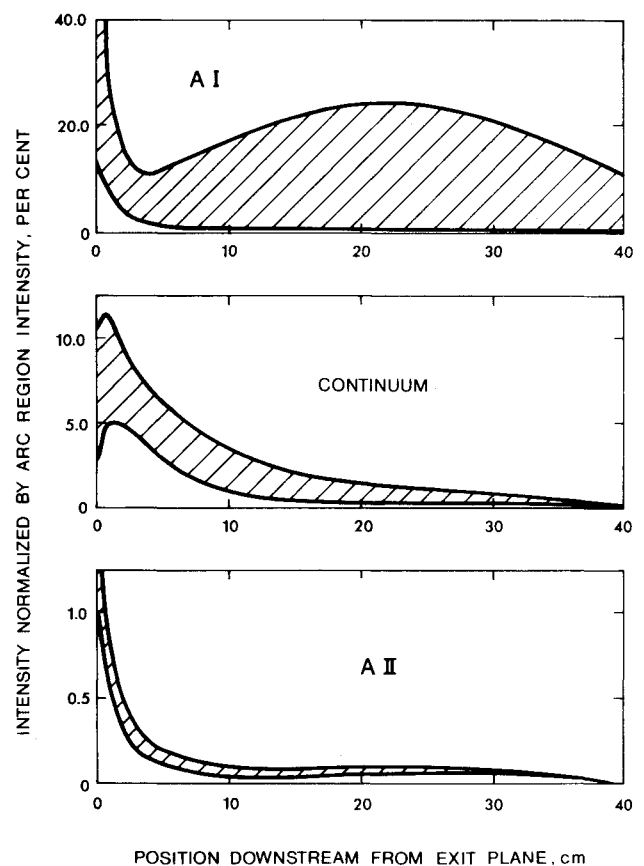 INTENSITY NORMALIZED BY ARC REGION INTENSITY, PER CENT
40.0
20.0
0
A I
0 10 20 30 40
10.0
5.0
0
CONTINUUM
0 10 20 30 40
1.0
0.5
0
A II
0 10 20 30 40
POSITION DOWNSTREAM FROM EXIT PLANE, cm